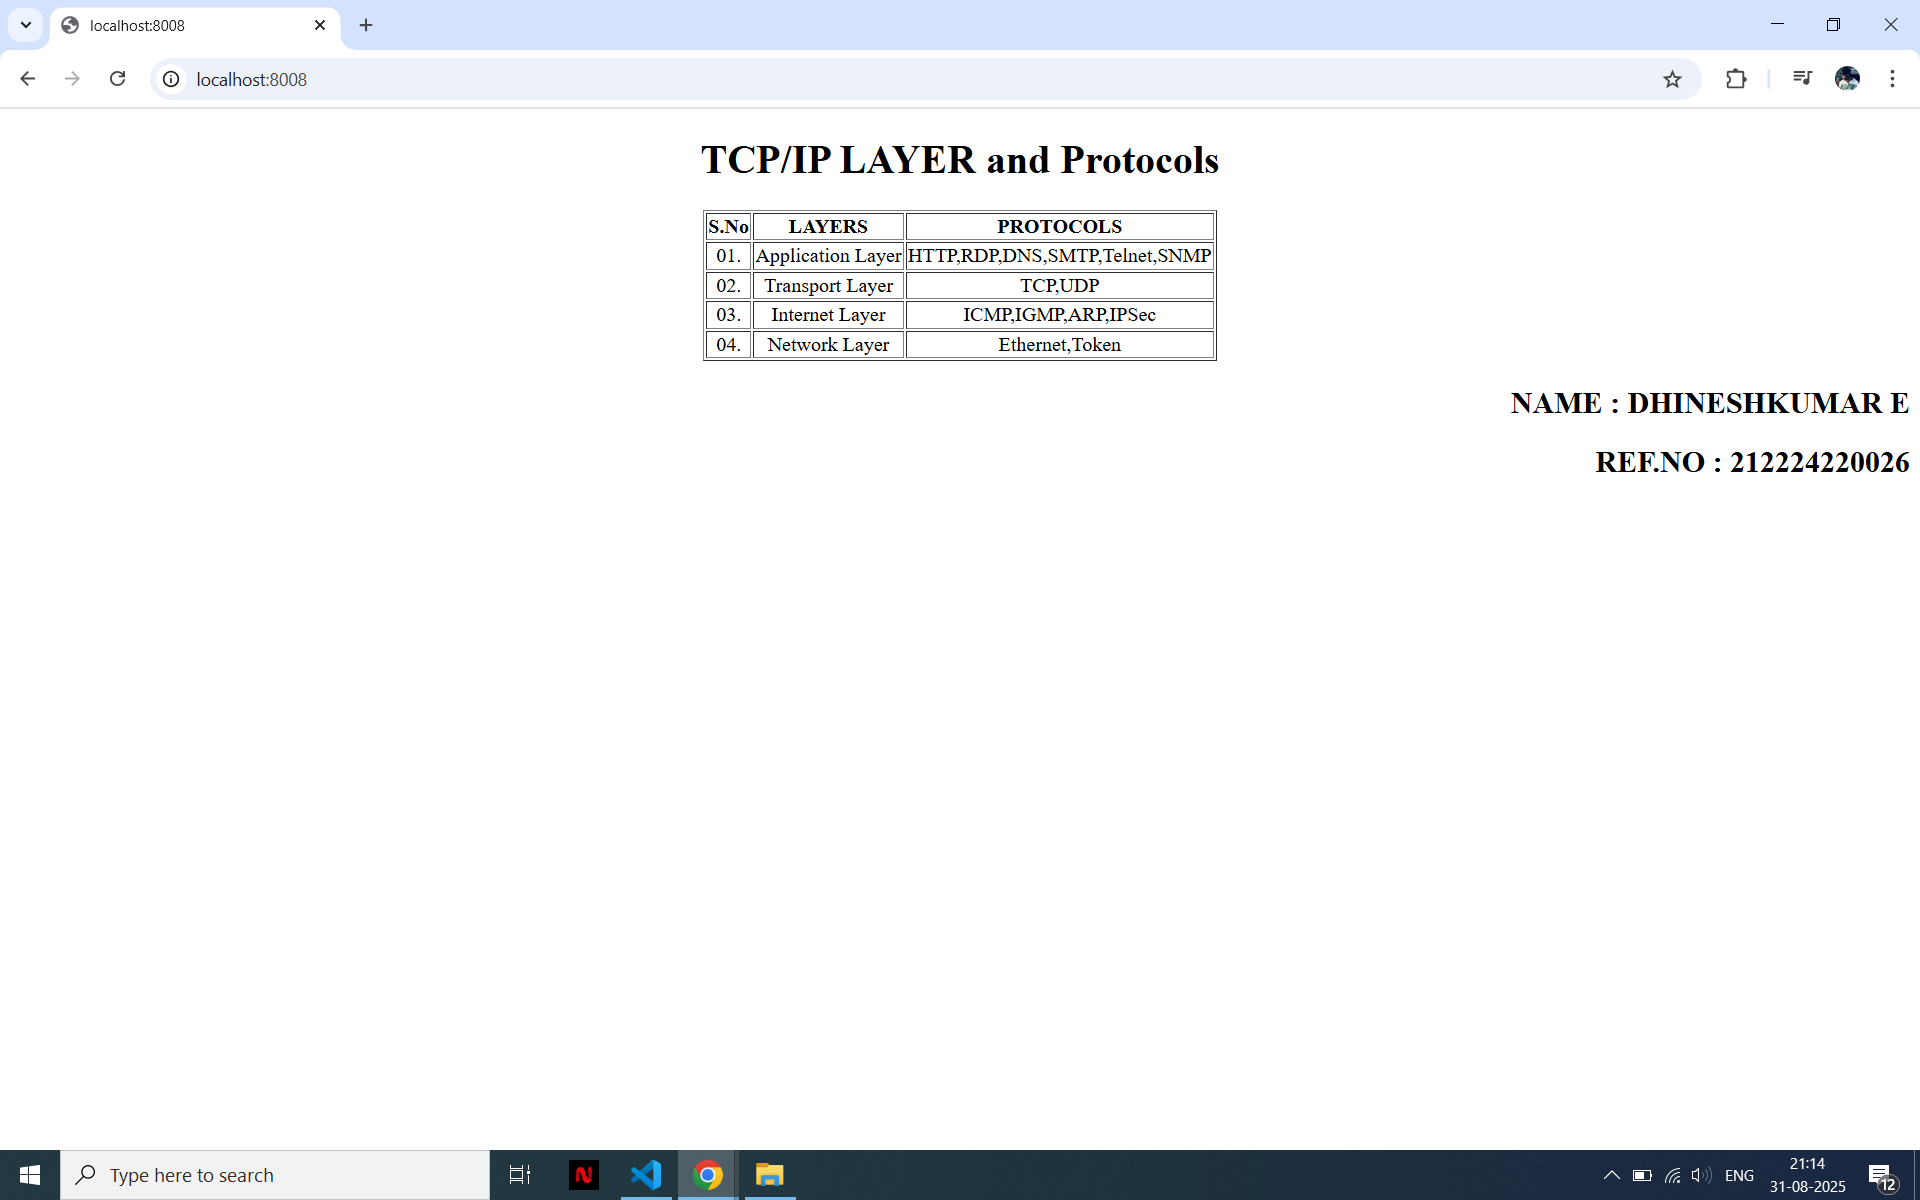 localhost:8008
localhost:8008
TCP/IP LAYER and Protocols
S.No LAYERS PROTOCOLS
01. Application Layer HTTP,RDP,DNS,SMTP,Telnet,SNMP
02. Transport Layer TCP,UDP
03. Internet Layer ICMP,IGMP,ARP,IPSec
04. Network Layer Ethernet,Token
NAME : DHINESHKUMAR E
REF.NO : 212224220026
Type here to search
N
ENG
21:14
31-08-2025
12